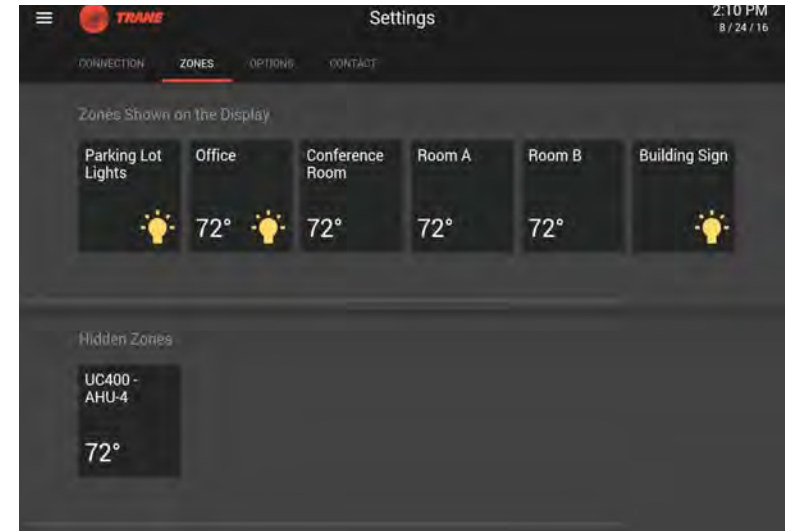 TRANE
Settings
2:10 PM
8 / 24 / 16
CONNECTION ZONES OPTIONS CONTACT
Zones Shown on the Display
Parking Lot
Lights
Office
72°
Conference
Room
72°
Room A
72°
Room B
72°
Building Sign
Hidden Zones
UC400 -
AHU-4
72°